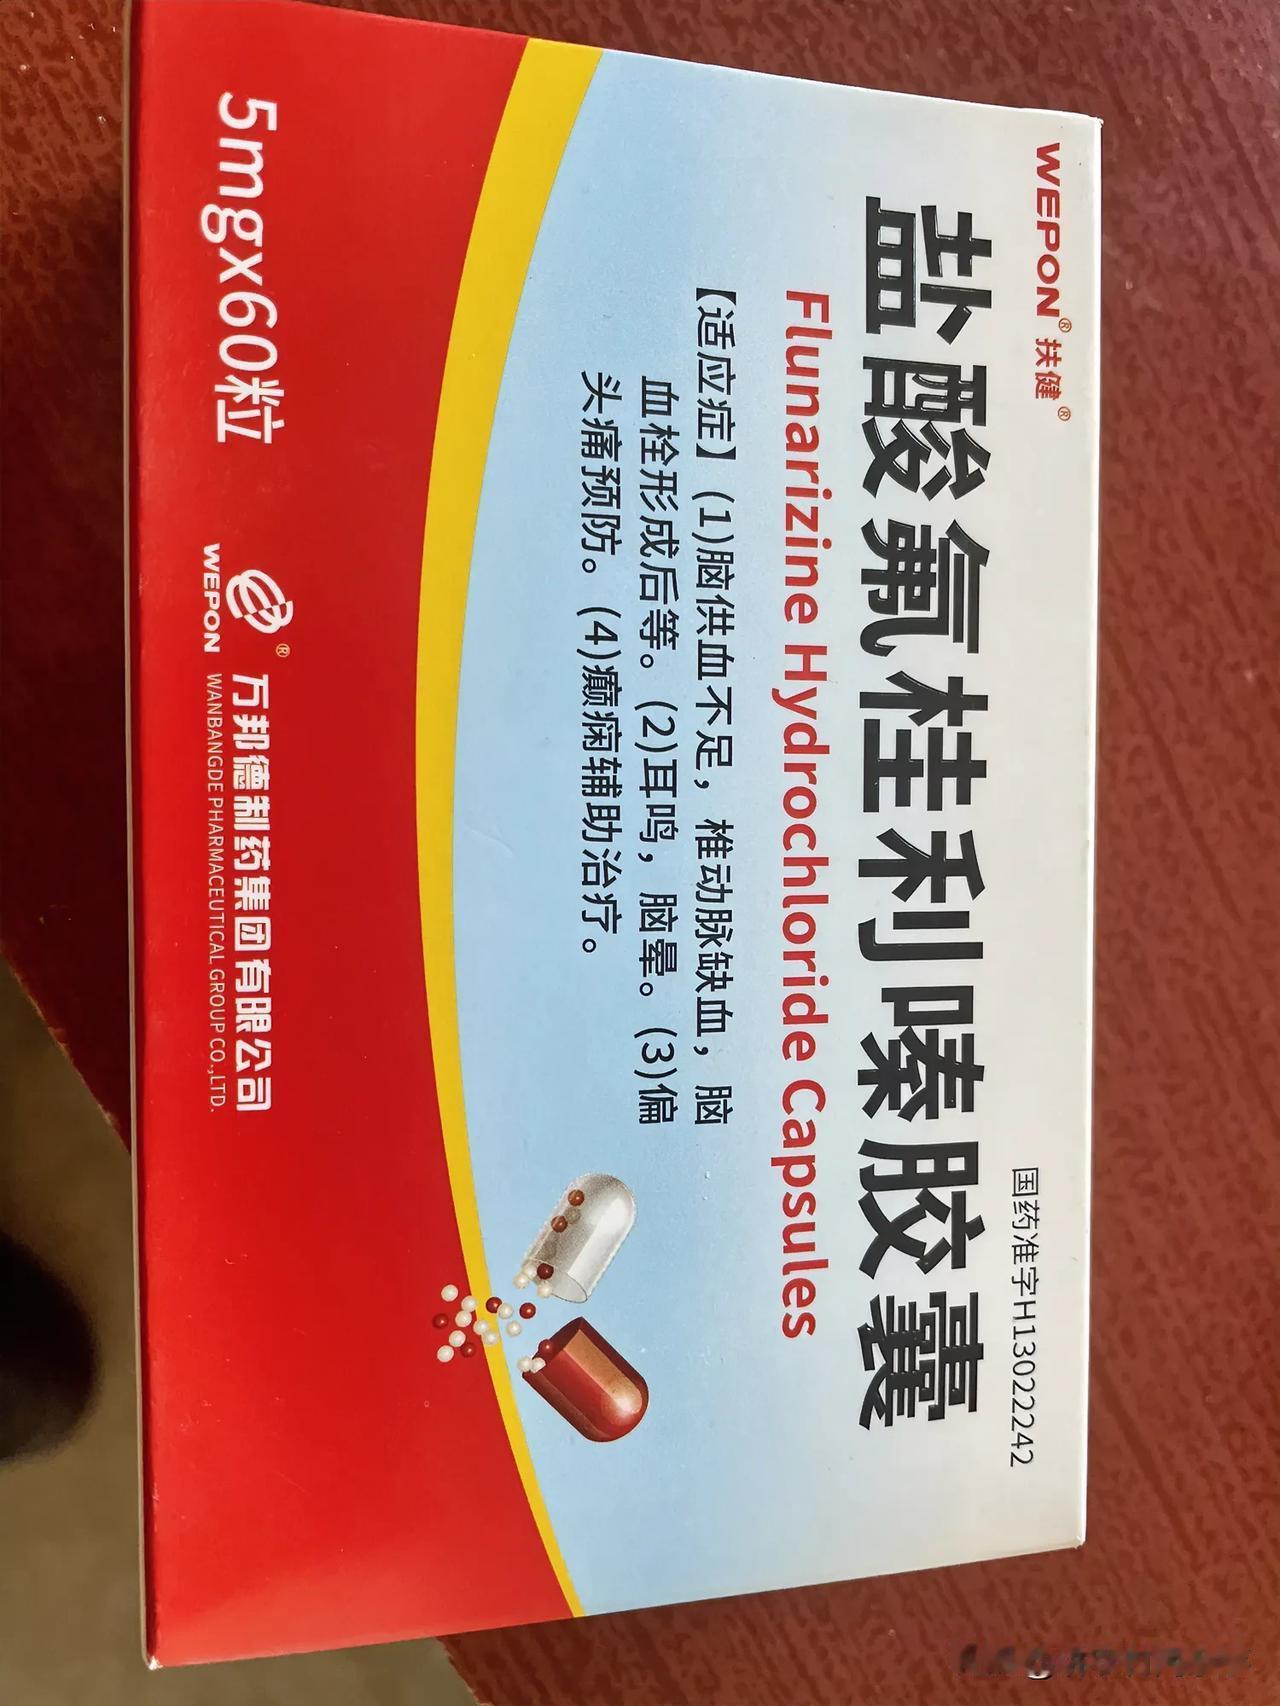 WEPON® 扶健®
国药准字H13022242
盐酸氟桂利嗪胶囊
Flunarizine Hydrochloride Capsules
【适应症】(1)脑供血不足，椎动脉缺血，脑
血栓形成后等。(2)耳鸣，脑晕。(3)偏
头痛预防。(4)癫痫辅助治疗。
5mgx60粒
WEPON®
万邦德制药集团有限公司
WANBANGDE PHARMACEUTICAL GROUP CO.,LTD.